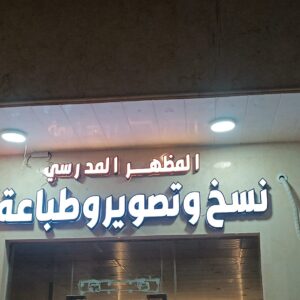 المظهر المدرسي
نسخ وتصوير وطباعة